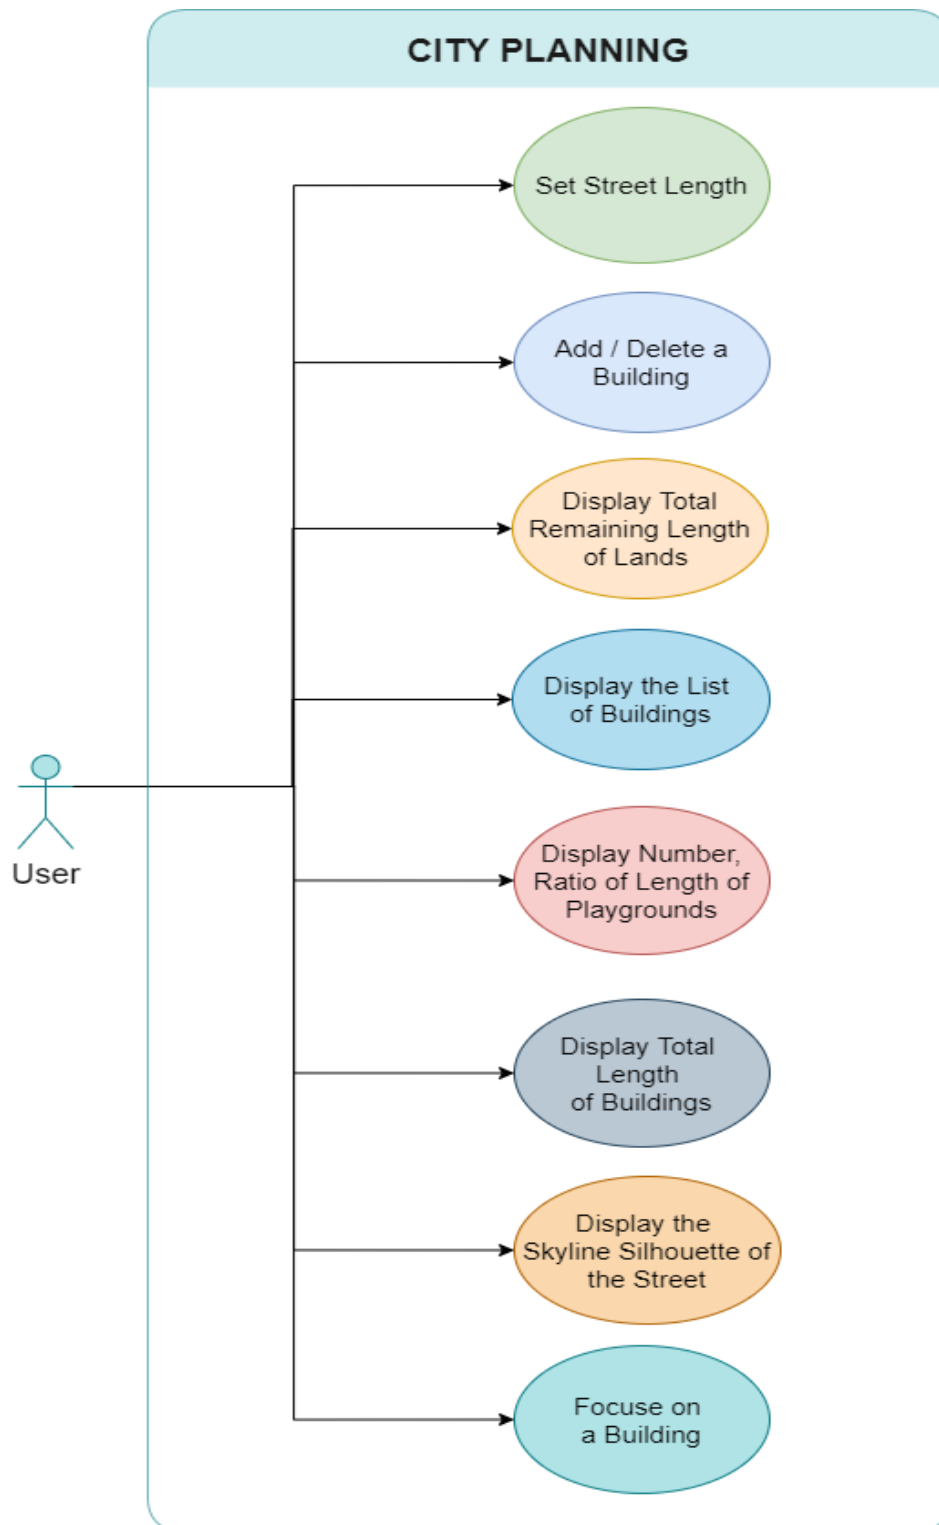 CITY PLANNING
Set Street Length
Add / Delete a
Building
Display Total
Remaining Length
of Lands
Display the List
of Buildings
User
Display Number,
Ratio of Length of
Playgrounds
Display Total
Length
of Buildings
Display the
Skyline Silhouette of
the Street
Focuse on
a Building